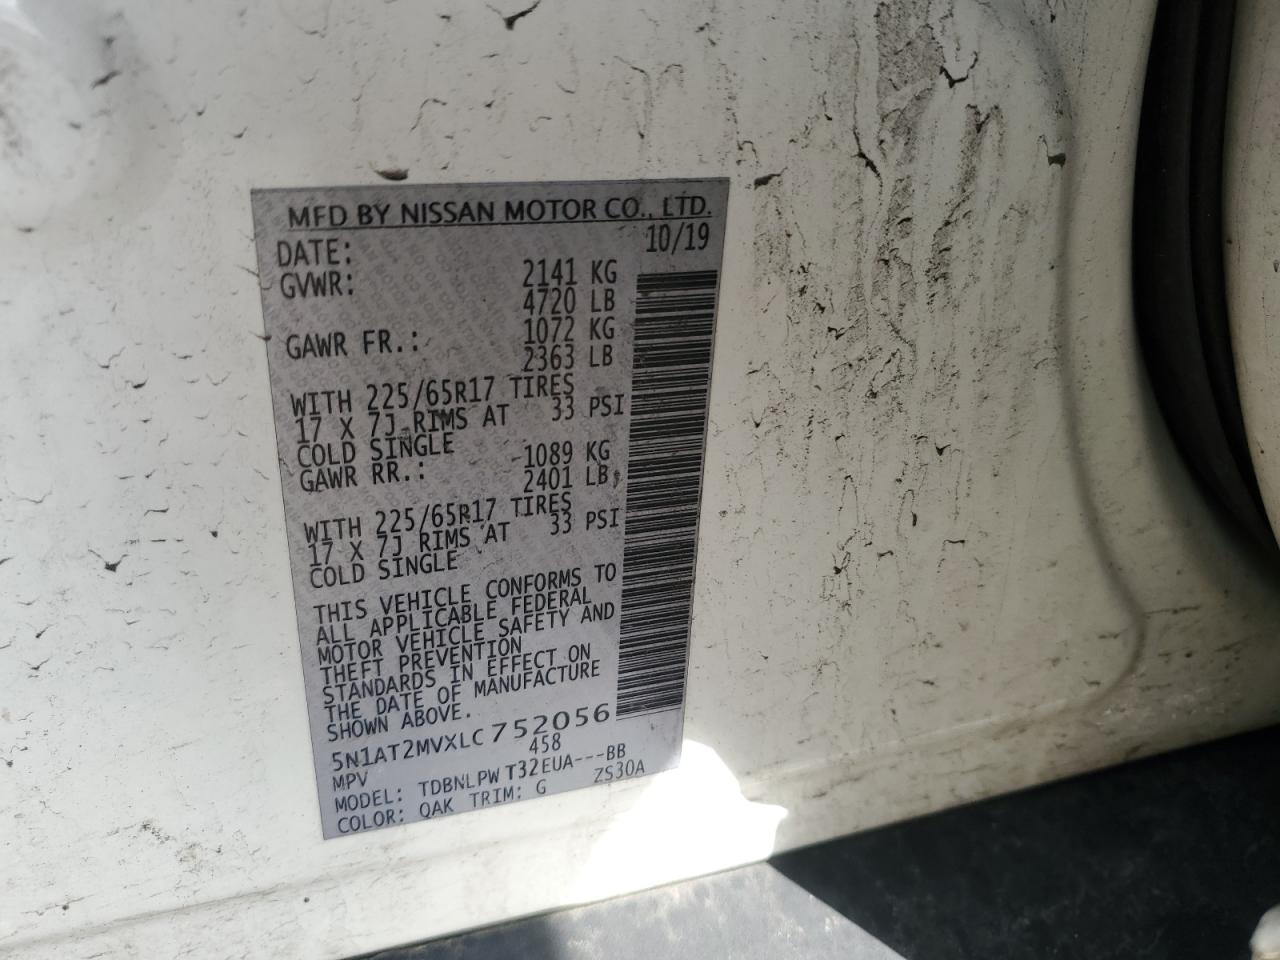 MFD BY NISSAN MOTOR CO., LTD.
DATE: 10/19
GVWR: 2141 KG
4720 LB
GAWR FR.: 1072 KG
2363 LB
WITH 225/65R17 TIRES
17 X 7J RIMS AT 33 PSI
COLD SINGLE
GAWR RR.: 1089 KG
2401 LB
WITH 225/65R17 TIRES
17 X 7J RIMS AT 33 PSI
COLD SINGLE
THIS VEHICLE CONFORMS TO
ALL APPLICABLE FEDERAL
MOTOR VEHICLE SAFETY AND
THEFT PREVENTION
STANDARDS IN EFFECT ON
THE DATE OF MANUFACTURE
SHOWN ABOVE.
5N1AT2MVXLC752056
MPV 458
MODEL: TDBNLPWT32EUA---BB
COLOR: QAK TRIM: G ZS30A